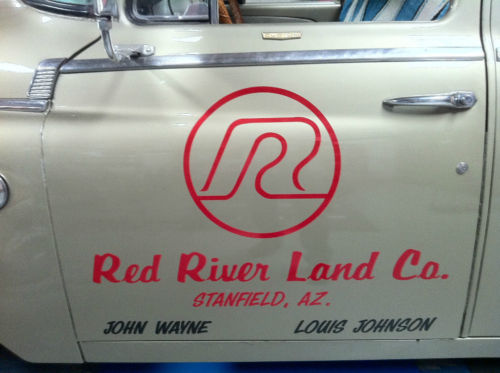 Red River Land Co.
STANFIELD, AZ.
JOHN WAYNE LOUIS JOHNSON